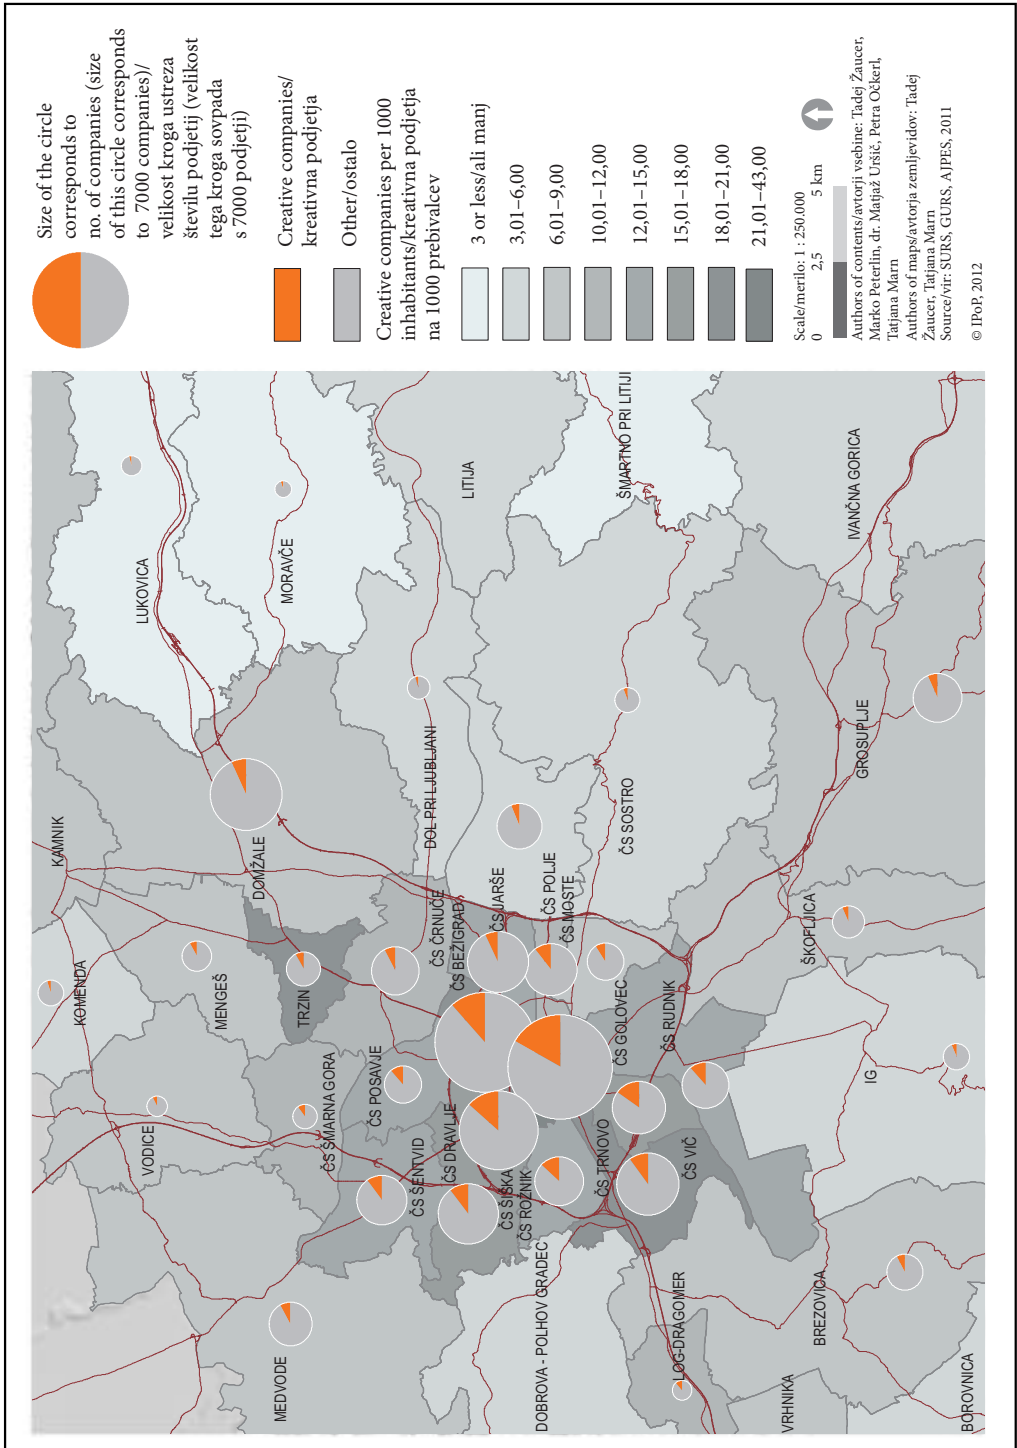 Size of the circle
corresponds to
no. of companies (size
of this circle corresponds
to 7000 companies)/
velikost kroga ustreza
številu podjetij (velikost
tega kroga sovpada
s 7000 podjetji)
Creative companies/
kreativna podjetja
Other/ostalo
Creative companies per 1000
inhabitants/kreativna podjetja
na 1000 prebivalcev
3 or less/ali manj
3,01–6,00
6,01–9,00
10,01–12,00
12,01–15,00
15,01–18,00
18,01–21,00
21,01–43,00
Scale/merilo: 1 : 250.000
0 2,5 5 km
Authors of contents/avtorji vsebine: Tadej Žaucer,
Marko Peterlin, dr. Matjaž Uršič, Petra Očkerl,
Tatjana Marn
Authors of maps/avtorja zemljevidov: Tadej
Žaucer, Tatjana Marn
Source/vir: SURS, GURS, AJPES, 2011
© IPoP, 2012
KAMNIK
KOMENDA
VODICE
LUKOVICA
MENGEŠ
MORAVČE
DOMŽALE
TRZIN
MEDVODE
ČS ŠMARNA GORA
ČS POSAVJE
ČS ŠENTVID
DOL PRI LJUBLJANI
ČS ČRNUČE
ČS DRAVLJE
ČS BEŽIGRAD
LITIJA
ČS JARŠE
ČS ŠIŠKA
ČS ROŽNIK
ČS POLJE
ČS MOSTE
DOBROVA - POLHOV GRADEC
ČS TRNOVO
ČS GOLOVEC
ČS SOSTRO
ŠMARTNO PRI LITIJI
ČS RUDNIK
ČS VIČ
LOG-DRAGOMER
VRHNIKA
ŠKOFLJICA
BREZOVICA
IVANČNA GORICA
GROSUPLJE
IG
BOROVNICA